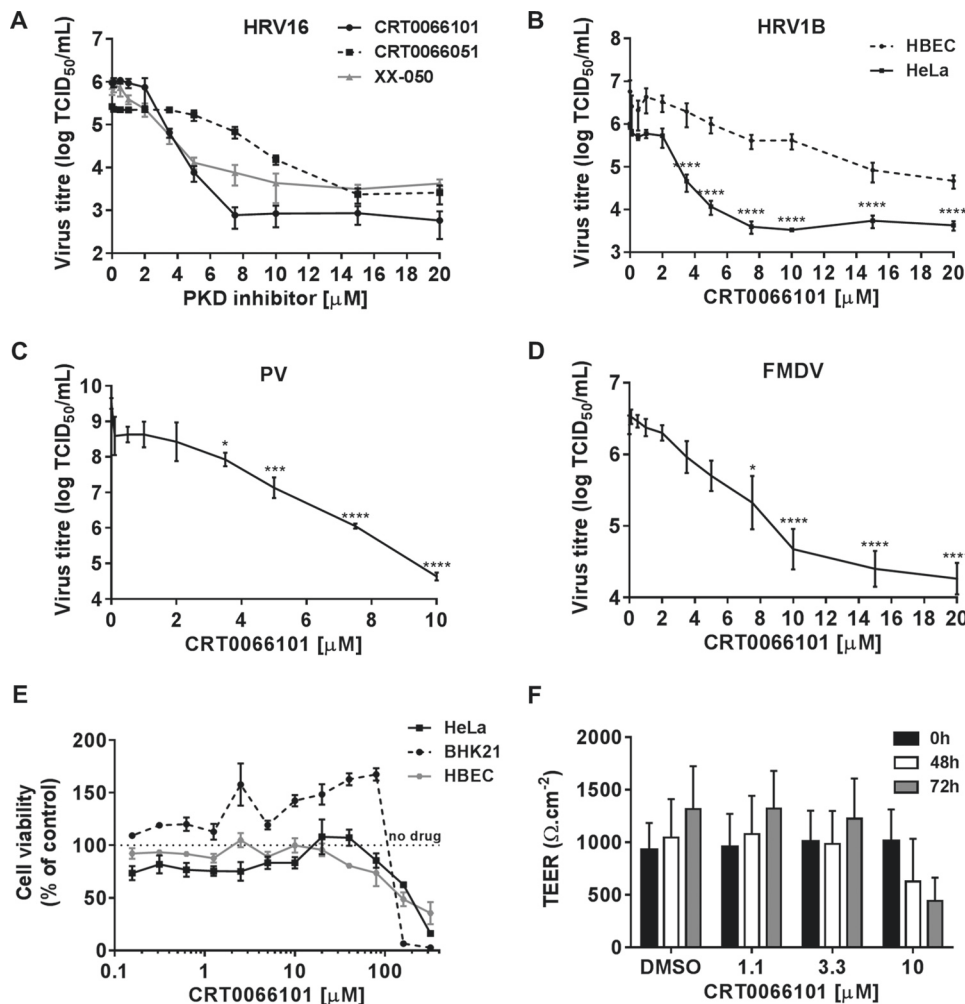 A
HRV16
CRT0066101
CRT0066051
XX-050
Virus titre (log TCID50/mL)
7
6
5
4
3
2
0 2 4 6 8 10 12 14 16 18 20
PKD inhibitor [μM]
B
HRV1B
HBEC
HeLa
Virus titre (log TCID50/mL)
8
7
6
5
4
3
**** **** **** **** **** ****
0 2 4 6 8 10 12 14 16 18 20
CRT0066101 [μM]
C
PV
Virus titre (log TCID50/mL)
10
9
8
7
6
5
4
* *** **** ****
0 2 4 6 8 10
CRT0066101 [μM]
D
FMDV
Virus titre (log TCID50/mL)
7
6
5
4
* **** **** ****
0 2 4 6 8 10 12 14 16 18 20
CRT0066101 [μM]
E
HeLa
BHK21
HBEC
Cell viability
(% of control)
200
150
100
50
0
no drug
0.1 1 10 100
CRT0066101 [μM]
F
0h
48h
72h
TEER (Ω.cm-2)
2000
1500
1000
500
0
DMSO 1.1 3.3 10
CRT0066101 [μM]